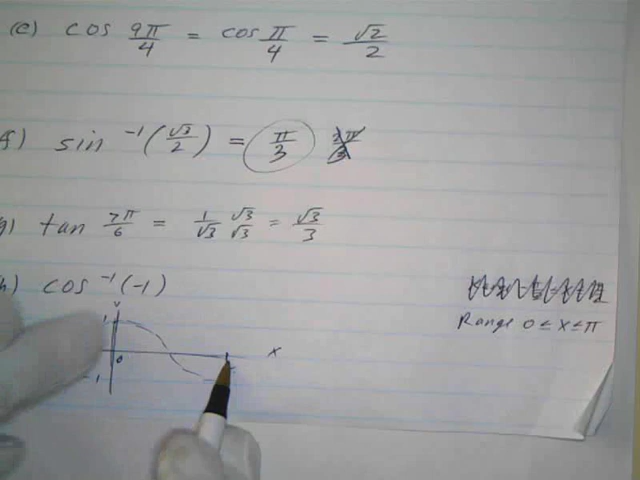 (e) cos 9π/4 = cos π/4 = √2/2
f) sin⁻¹(√3/2) = π/3
g) tan 7π/6 = 1/√3 √3/√3 = √3/3
h) cos⁻¹(-1)
Range 0 ≤ x ≤ π
y
1
0
x
-1